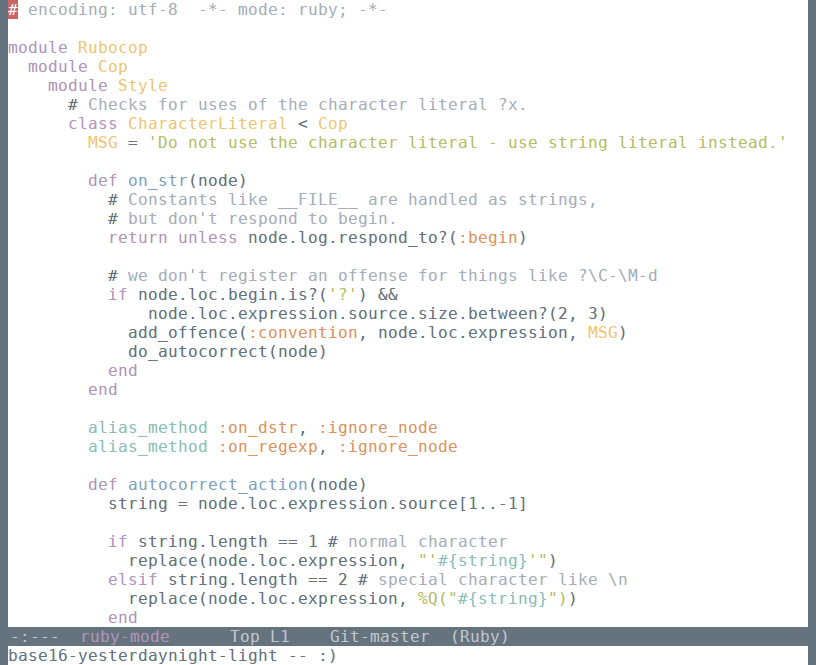 # encoding: utf-8  -*- mode: ruby; -*-
module Rubocop
  module Cop
    module Style
      # Checks for uses of the character literal ?x.
      class CharacterLiteral < Cop
        MSG = 'Do not use the character literal - use string literal instead.'
        def on_str(node)
          # Constants like __FILE__ are handled as strings,
          # but don't respond to begin.
          return unless node.log.respond_to?(:begin)
          # we don't register an offense for things like ?\C-\M-d
          if node.loc.begin.is?('?') &&
              node.loc.expression.source.size.between?(2, 3)
            add_offence(:convention, node.loc.expression, MSG)
            do_autocorrect(node)
          end
        end
        alias_method :on_dstr, :ignore_node
        alias_method :on_regexp, :ignore_node
        def autocorrect_action(node)
          string = node.loc.expression.source[1..-1]
          if string.length == 1 # normal character
            replace(node.loc.expression, "'#{string}'")
          elsif string.length == 2 # special character like \n
            replace(node.loc.expression, %Q("#{string}"))
          end
-:---  ruby-mode      Top L1    Git-master  (Ruby)
base16-yesterdaynight-light -- :)